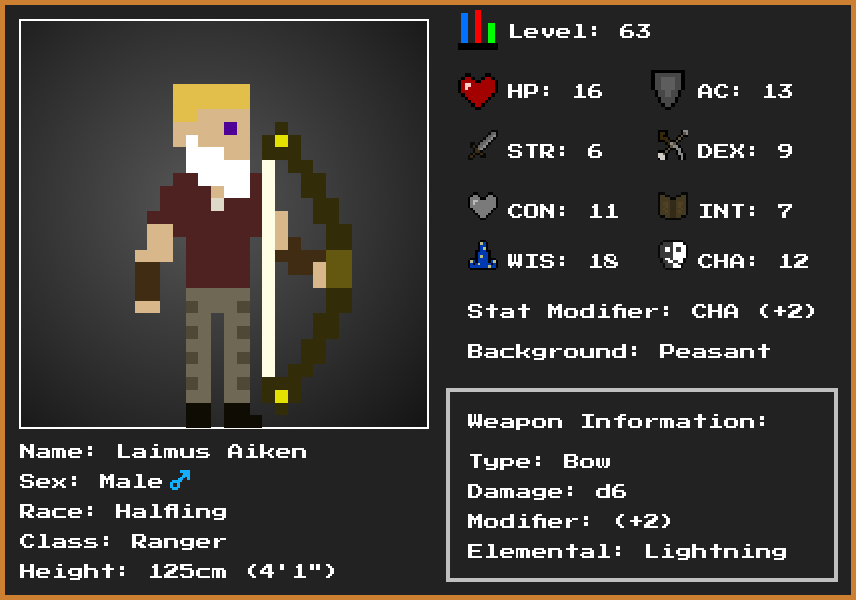 Level: 63
HP: 16 AC: 13
STR: 6 DEX: 9
CON: 11 INT: 7
WIS: 18 CHA: 12
Stat Modifier: CHA (+2)
Background: Peasant
Weapon Information:
Type: Bow
Damage: d6
Modifier: (+2)
Elemental: Lightning
Name: Laimus Aiken
Sex: Male ♂
Race: Halfling
Class: Ranger
Height: 125cm (4'1")